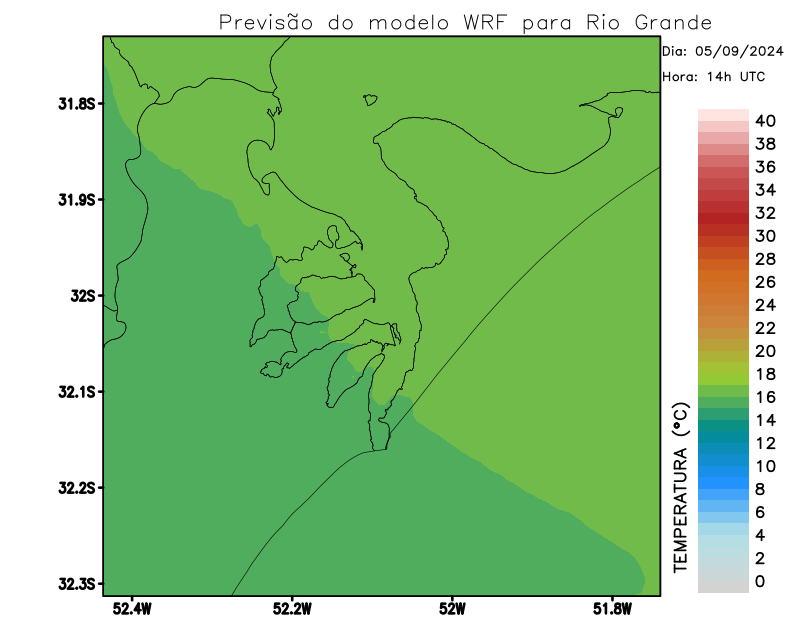 Previsão do modelo WRF para Rio Grande
Dia: 05/09/2024
Hora: 14h UTC
31.8S
31.9S
32S
32.1S
32.2S
32.3S
52.4W
52.2W
52W
51.8W
TEMPERATURA (°C)
40
38
36
34
32
30
28
26
24
22
20
18
16
14
12
10
8
6
4
2
0